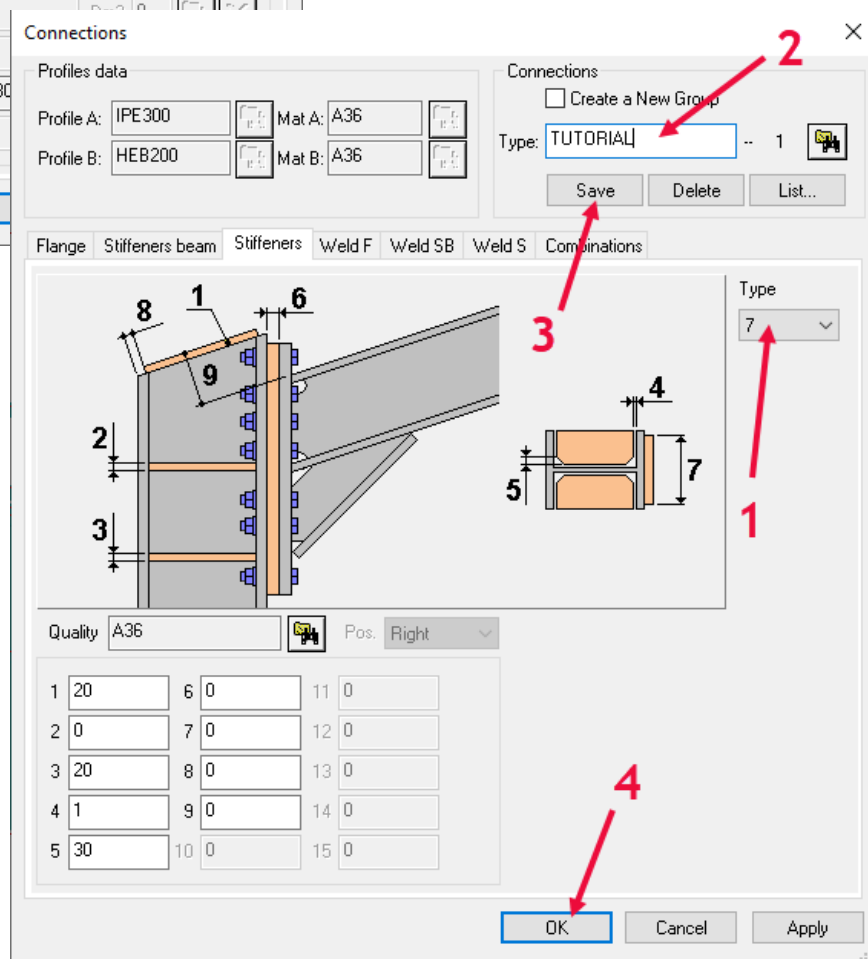 Connections
Profiles data
Profile A: IPE300 Mat A: A36
Profile B: HEB200 Mat B: A36
Connections
Create a New Group
Type: TUTORIAL -- 1
Save Delete List...
2
3
Flange Stiffeners beam Stiffeners Weld F Weld SB Weld S Combinations
8 1 6
9
2
3
4
5 7
Type
7
1
Quality A36 Pos. Right
1 20 6 0 11 0
2 0 7 0 12 0
3 20 8 0 13 0
4 1 9 0 14 0
5 30 10 0 15 0
4
OK Cancel Apply